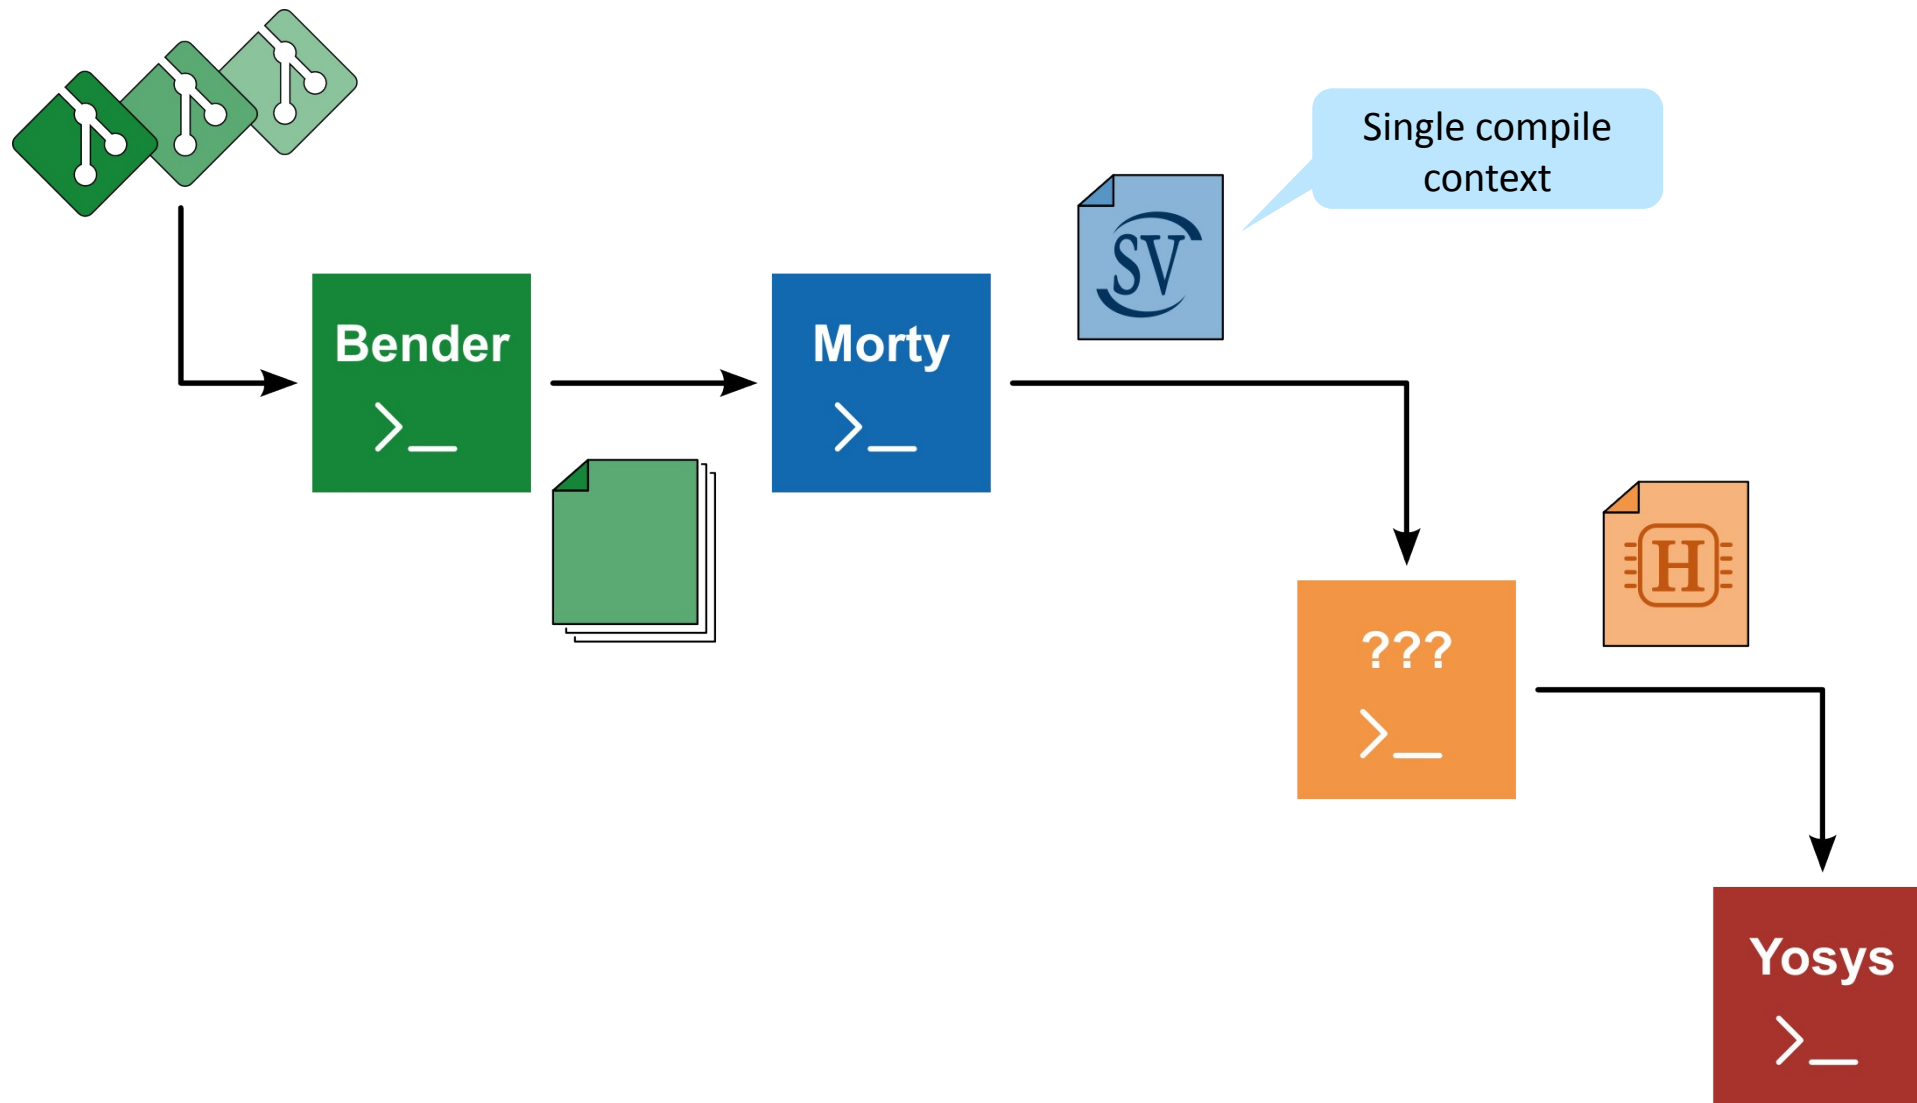 Single compile
context
SV
Bender
>_
Morty
>_
H
???
>_
Yosys
>_